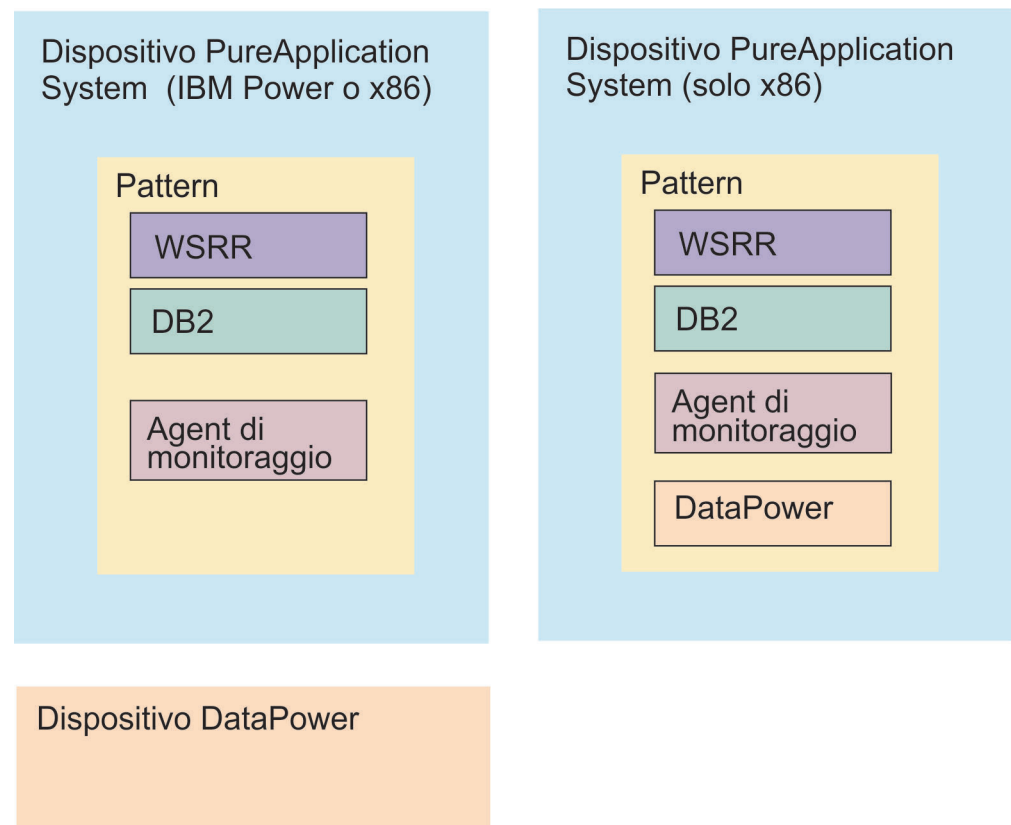 Dispositivo PureApplication
System (IBM Power o x86)
Pattern
WSRR
DB2
Agent di
monitoraggio
Dispositivo DataPower
Dispositivo PureApplication
System (solo x86)
Pattern
WSRR
DB2
Agent di
monitoraggio
DataPower